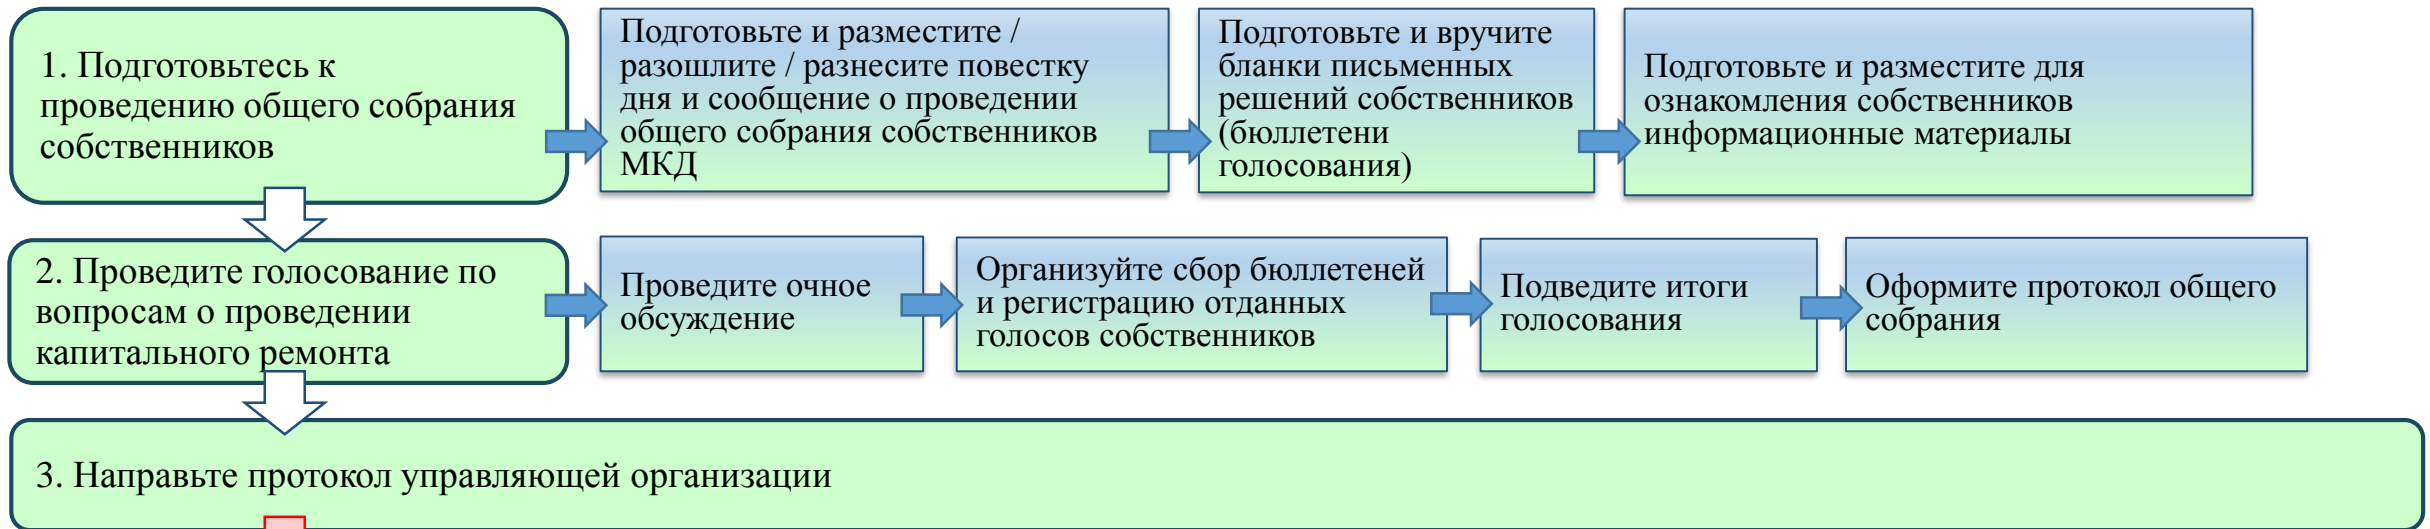 1. Подготовьтесь к
проведению общего собрания
собственников
Подготовьте и разместите /
разошлите / разнесите повестку
дня и сообщение о проведении
общего собрания собственников
МКД
Подготовьте и вручите
бланки письменных
решений собственников
(бюллетени
голосования)
Подготовьте и разместите для
ознакомления собственников
информационные материалы
2. Проведите голосование по
вопросам о проведении
капитального ремонта
Проведите очное
обсуждение
Организуйте сбор бюллетеней
и регистрацию отданных
голосов собственников
Подведите итоги
голосования
Оформите протокол общего
собрания
3. Направьте протокол управляющей организации